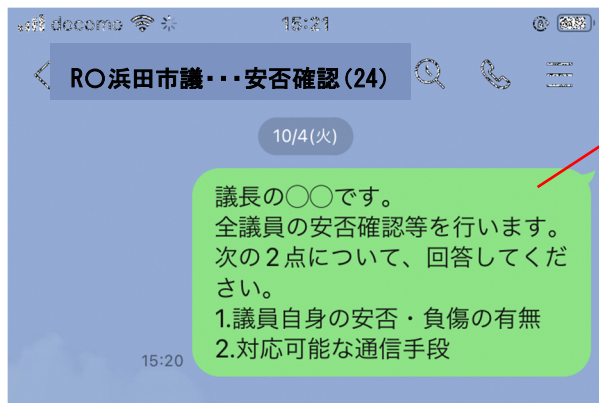 docomo 15:21
R〇浜田市議・・・安否確認(24)
10/4(火)
議長の◯◯です。
全議員の安否確認等を行います。
次の2点について、回答してくだ
さい。
1.議員自身の安否・負傷の有無
2.対応可能な通信手段
15:20